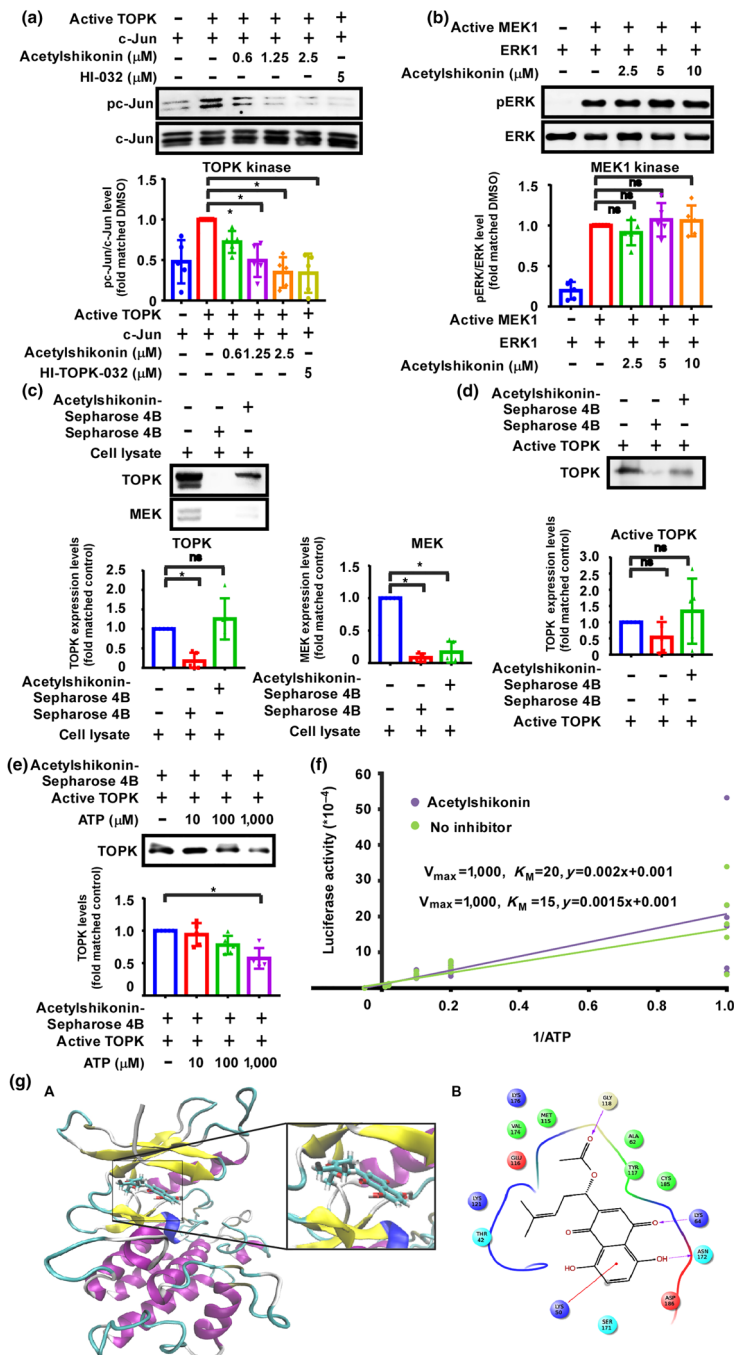 (a)
Active TOPK – + + + + +
c-Jun + + + + + +
Acetylshikonin (μM) – – 0.6 1.25 2.5 –
HI-032 (μM) – – – – – 5
pc-Jun
c-Jun
TOPK kinase
pc-Jun/c-Jun level
(fold matched DMSO)
1.5
1.0
0.5
0
*
*
*
*
Active TOPK – + + + + +
c-Jun + + + + + +
Acetylshikonin (μM) – – 0.61.25 2.5 –
HI-TOPK-032 (μM) – – – – – 5
(b)
Active MEK1 – + + + +
ERK1 + + + + +
Acetylshikonin (μM) – – 2.5 5 10
pERK
ERK
MEK1 kinase
pERK/ERK level
(fold matched DMSO)
1.5
1.0
0.5
0
ns
ns
ns
Active MEK1 – + + + +
ERK1 + + + + +
Acetylshikonin (μM) – – 2.5 5 10
(c)
Acetylshikonin-
Sepharose 4B – – +
Sepharose 4B – + –
Cell lysate + + +
TOPK
MEK
TOPK
TOPK expression levels
(fold matched control)
2.5
2.0
1.5
1.0
0.5
0
ns
*
Acetylshikonin-
Sepharose 4B – – +
Sepharose 4B – + –
Cell lysate + + +
MEK
MEK expression levels
(fold matched control)
1.5
1.0
0.5
0
*
*
Acetylshikonin-
Sepharose 4B – – +
Sepharose 4B – + –
Cell lysate + + +
(d)
Acetylshikonin-
Sepharose 4B – – +
Sepharose 4B – + –
Active TOPK + + +
TOPK
Active TOPK
TOPK expression levels
(fold matched control)
3.0
2.5
2.0
1.5
1.0
0.5
0
ns
ns
Acetylshikonin-
Sepharose 4B – – +
Sepharose 4B – + –
Active TOPK + + +
(e)
Acetylshikonin-
Sepharose 4B + + + +
Active TOPK + + + +
ATP (μM) – 10 100 1,000
TOPK
TOPK levels
(fold matched control)
1.5
1.0
0.5
0
*
Acetylshikonin-
Sepharose 4B + + + +
Active TOPK + + + +
ATP (μM) – 10 100 1,000
(f)
Luciferase activity (*10−4)
60
50
40
30
20
10
Acetylshikonin
No inhibitor
Vmax =1,000, KM =20, y=0.002x+0.001
Vmax =1,000, KM =15, y=0.0015x+0.001
0 0.2 0.4 0.6 0.8 1.0
1/ATP
(g)
A
B
LYS
176
GLY
118
MET
115
VAL
174
ALA
62
GLU
116
TYR
117
CYS
185
LYS
121
LYS
64
THR
42
ASN
172
O
O
O
O
HO
OH
LYS
50
ASP
186
SER
171